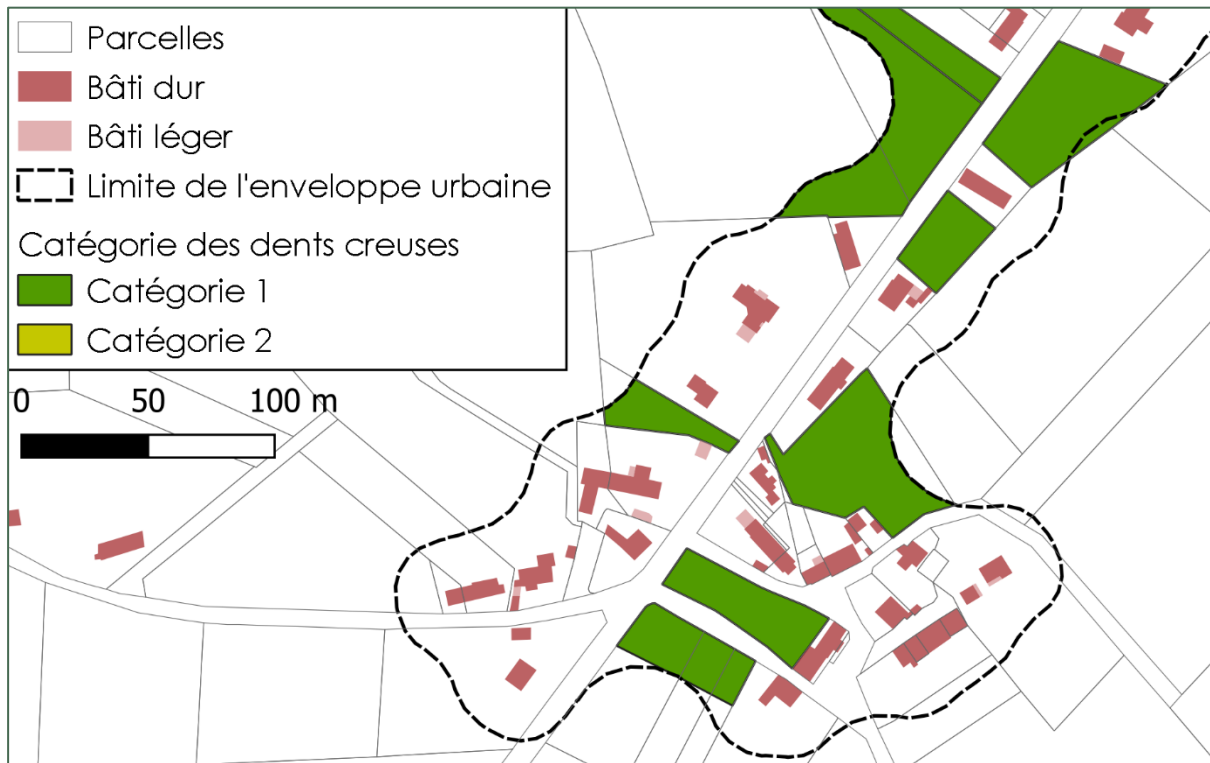 Parcelles
Bâti dur
Bâti léger
Limite de l'enveloppe urbaine
Catégorie des dents creuses
Catégorie 1
Catégorie 2
0 50 100 m